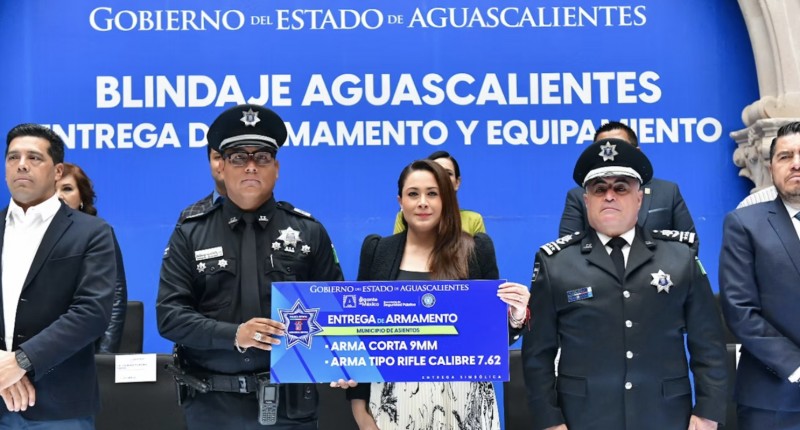 GOBIERNO DEL ESTADO DE AGUASCALIENTES
BLINDAJE AGUASCALIENTES
ENTREGA D ARMAMENTO Y EQUIPAMIENTO
GOBIERNO DEL ESTADO DE AGUASCALIENTES
ENTREGA DE ARMAMENTO
MUNICIPIO DE ASIENTOS
• ARMA CORTA 9MM
• ARMA TIPO RIFLE CALIBRE 7.62
ENTREGA SIMBÓLICA